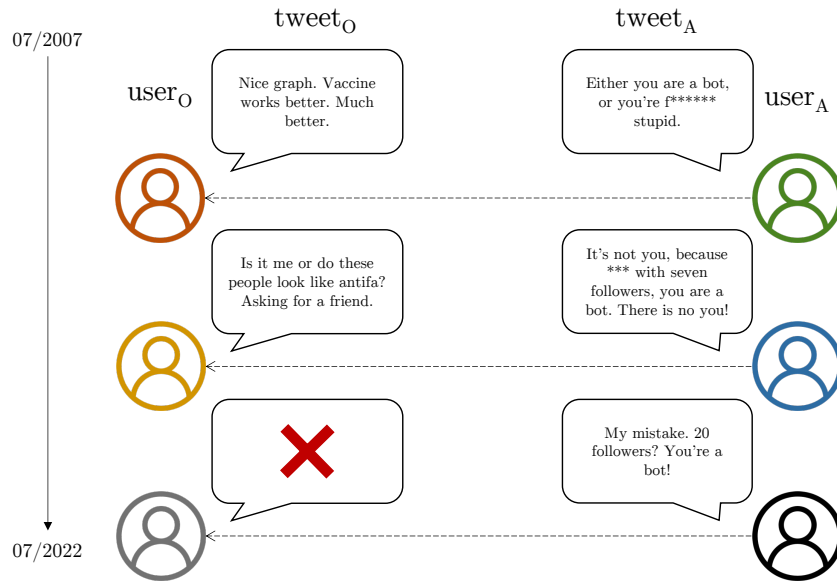 07/2007
tweet_O
tweet_A
user_O
user_A
Nice graph. Vaccine
works better. Much
better.
Either you are a bot,
or you're f******
stupid.
Is it me or do these
people look like antifa?
Asking for a friend.
It's not you, because
*** with seven
followers, you are a
bot. There is no you!
My mistake. 20
followers? You're a
bot!
07/2022